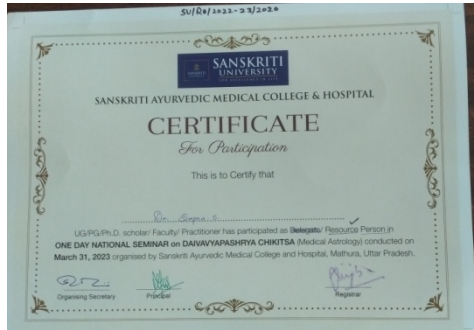 SU/R0/2022-23/2020
SANSKRITI
UNIVERSITY
SANSKRITI AYURVEDIC MEDICAL COLLEGE & HOSPITAL
CERTIFICATE
For Participation
This is to Certify that
Dr.
UG/PG/Ph.D. scholar/ Faculty/ Practitioner has participated as Delegate/ Resource Person in
ONE DAY NATIONAL SEMINAR on DAIVAVYAPASHRYA CHIKITSA (Medical Astrology) conducted on
March 31, 2023 organised by Sanskriti Ayurvedic Medical College and Hospital, Mathura, Uttar Pradesh.
Organising Secretary Principal Registrar